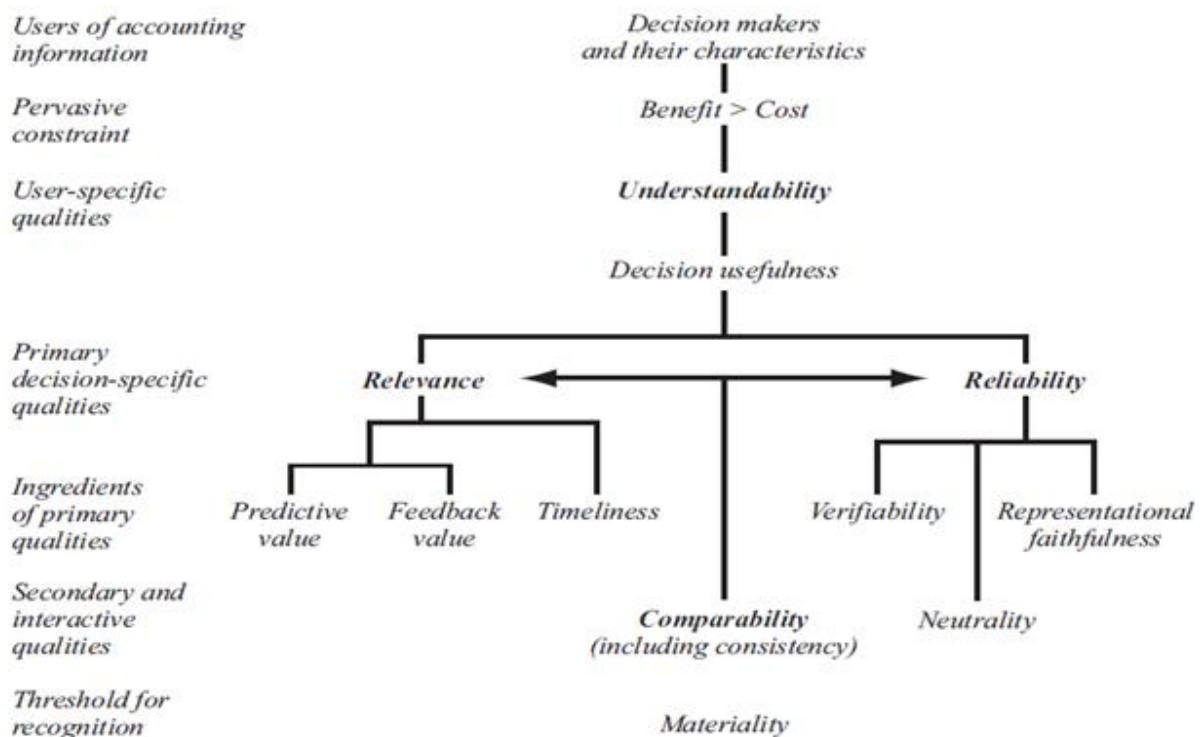 Users of accounting
information
Decision makers
and their characteristics
Pervasive
constraint
Benefit > Cost
User-specific
qualities
Understandability
Decision usefulness
Primary
decision-specific
qualities
Relevance
Reliability
Ingredients
of primary
qualities
Predictive
value
Feedback
value
Timeliness
Verifiability
Representational
faithfulness
Secondary and
interactive
qualities
Comparability
(including consistency)
Neutrality
Threshold for
recognition
Materiality